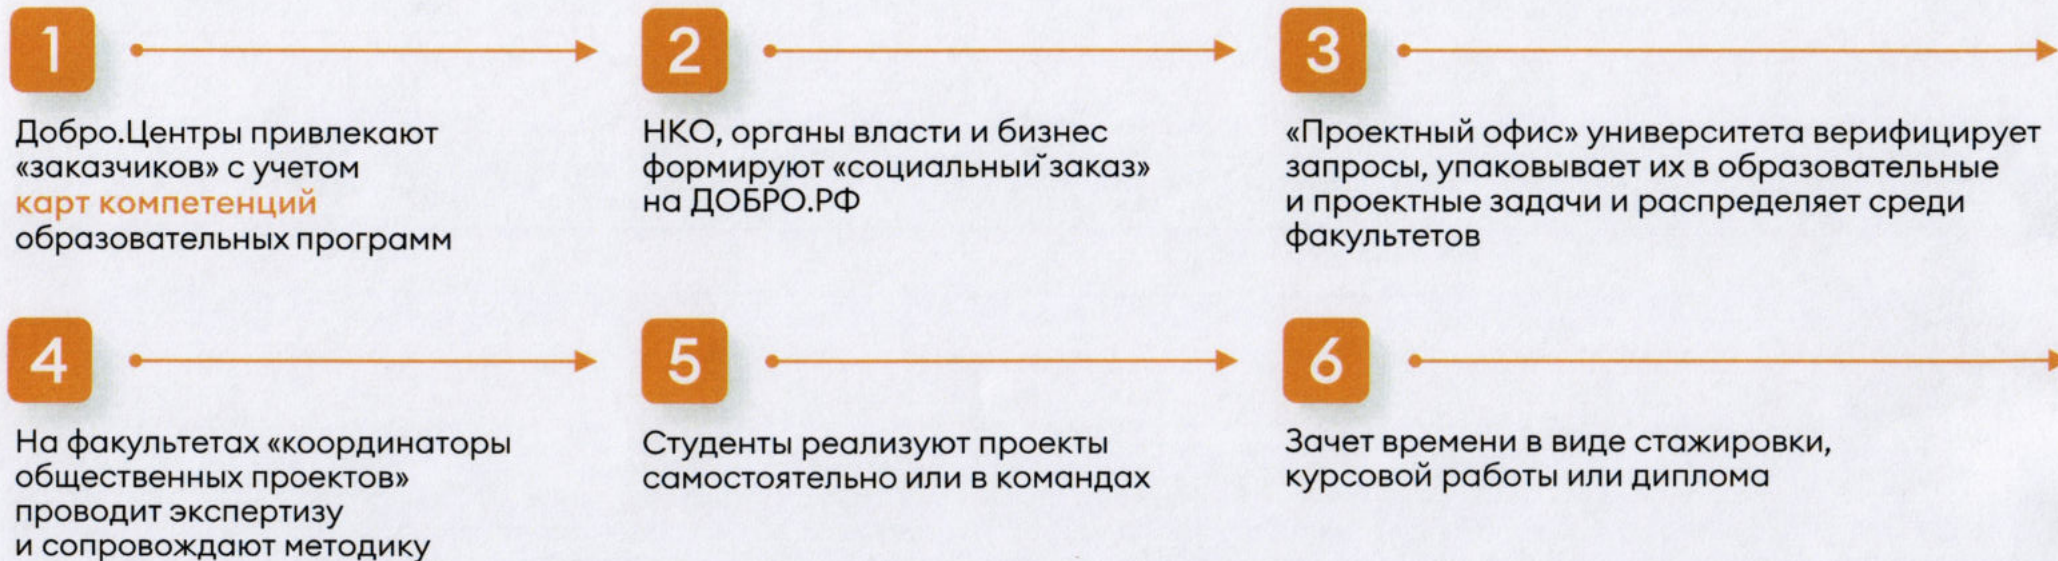 1
Добро.Центры привлекают
«заказчиков» с учетом
карт компетенций
образовательных программ
2
НКО, органы власти и бизнес
формируют «социальный заказ»
на ДОБРО.РФ
3
«Проектный офис» университета верифицирует
запросы, упаковывает их в образовательные
и проектные задачи и распределяет среди
факультетов
4
На факультетах «координаторы
общественных проектов»
проводит экспертизу
и сопровождают методику
5
Студенты реализуют проекты
самостоятельно или в командах
6
Зачет времени в виде стажировки,
курсовой работы или диплома